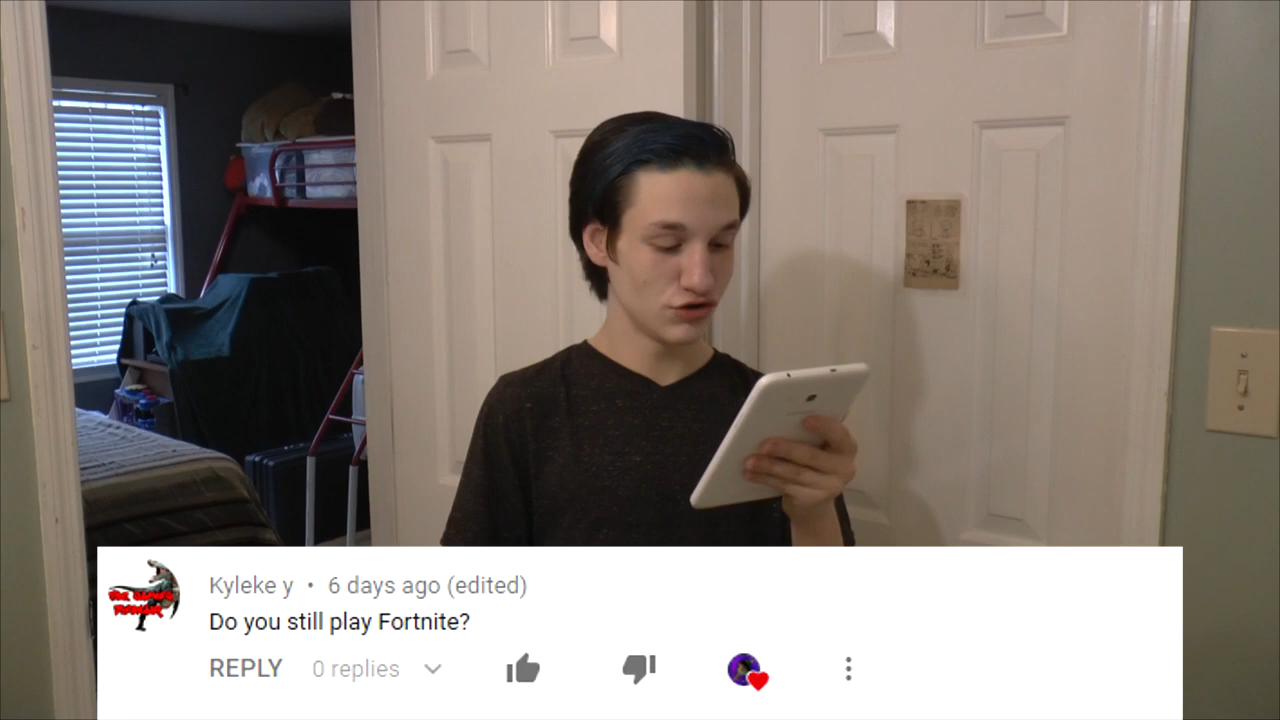 Kyleke y • 6 days ago (edited)
Do you still play Fortnite?
REPLY 0 replies